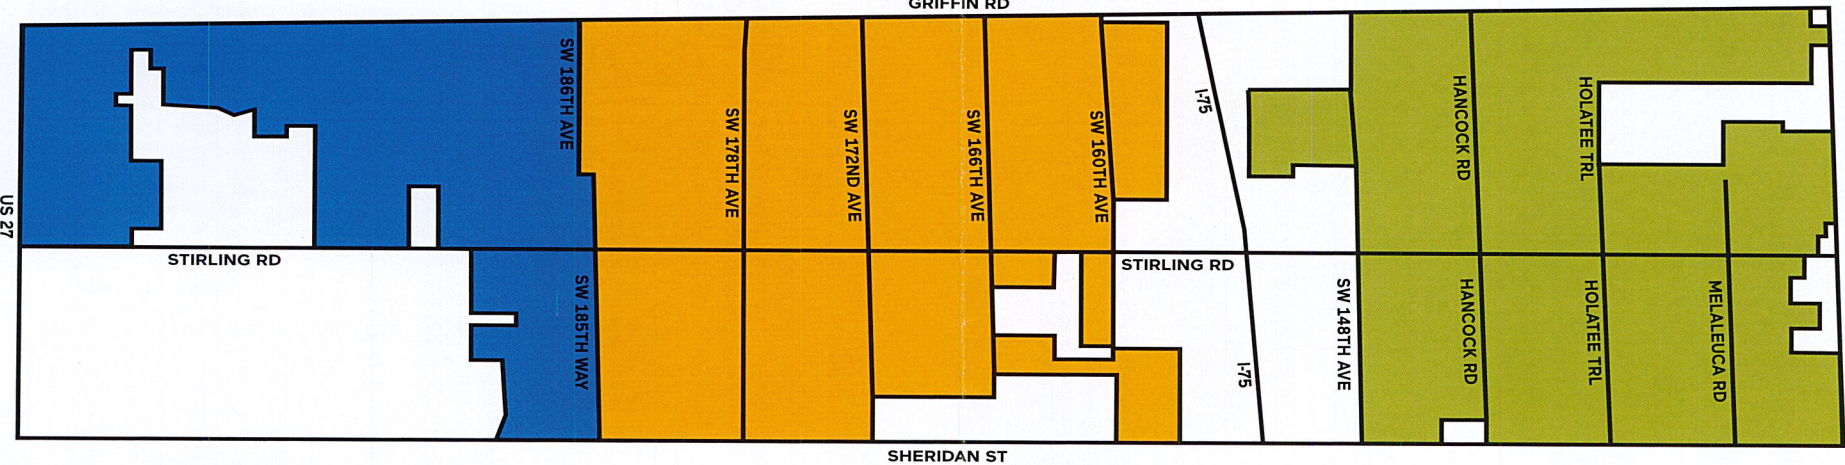 GRIFFIN RD
SW 186TH AVE
SW 178TH AVE
SW 172ND AVE
SW 166TH AVE
SW 160TH AVE
I-75
HANCOCK RD
HOLATEE TRL
US 27
STIRLING RD
STIRLING RD
SW 185TH WAY
I-75
SW 148TH AVE
HANCOCK RD
HOLATEE TRL
MELALEUCA RD
SHERIDAN ST